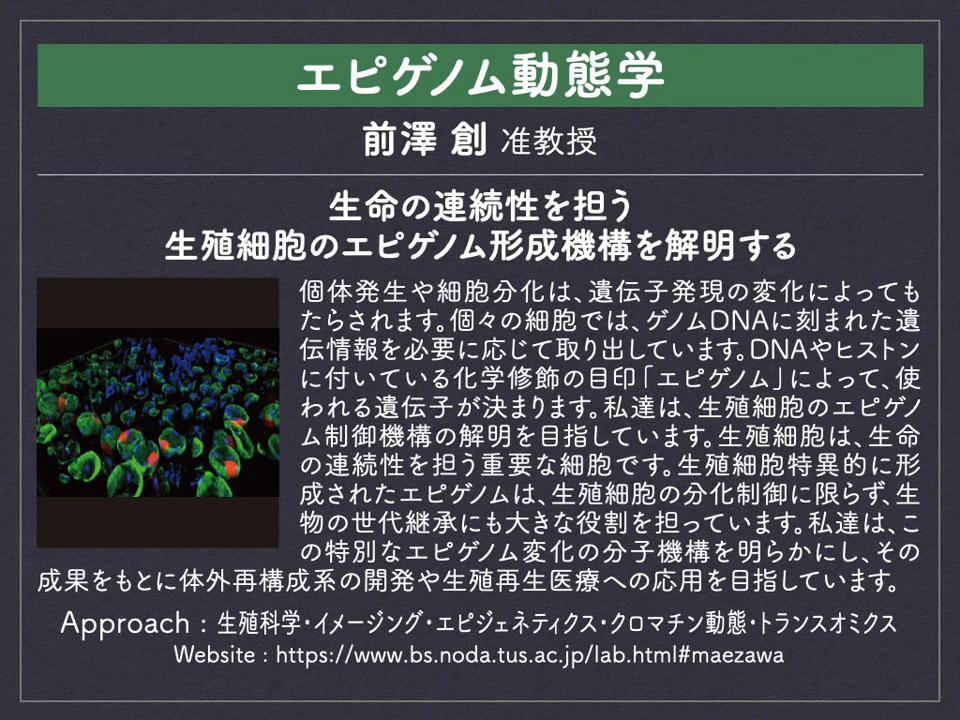 エピゲノム動態学
前澤 創 准教授
生命の連続性を担う
生殖細胞のエピゲノム形成機構を解明する
個体発生や細胞分化は、遺伝子発現の変化によっても
たらされます。個々の細胞では、ゲノムDNAに刻まれた遺
伝情報を必要に応じて取り出しています。DNAやヒストン
に付いている化学修飾の目印「エピゲノム」によって、使
われる遺伝子が決まります。私達は、生殖細胞のエピゲノ
ム制御機構の解明を目指しています。生殖細胞は、生命
の連続性を担う重要な細胞です。生殖細胞特異的に形
成されたエピゲノムは、生殖細胞の分化制御に限らず、生
物の世代継承にも大きな役割を担っています。私達は、こ
の特別なエピゲノム変化の分子機構を明らかにし、その
成果をもとに体外再構成系の開発や生殖再生医療への応用を目指しています。
Approach：生殖科学・イメージング・エピジェネティクス・クロマチン動態・トランスオミクス
Website : https://www.bs.noda.tus.ac.jp/lab.html#maezawa